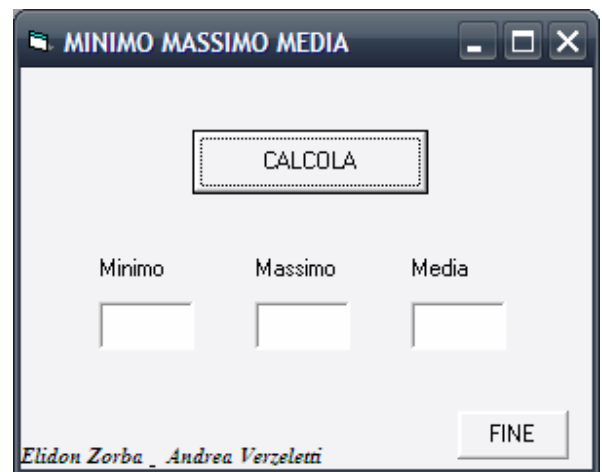 MINIMO MASSIMO MEDIA
CALCOLA
Minimo Massimo Media
FINE
Elidon Zorba _ Andrea Verzeletti